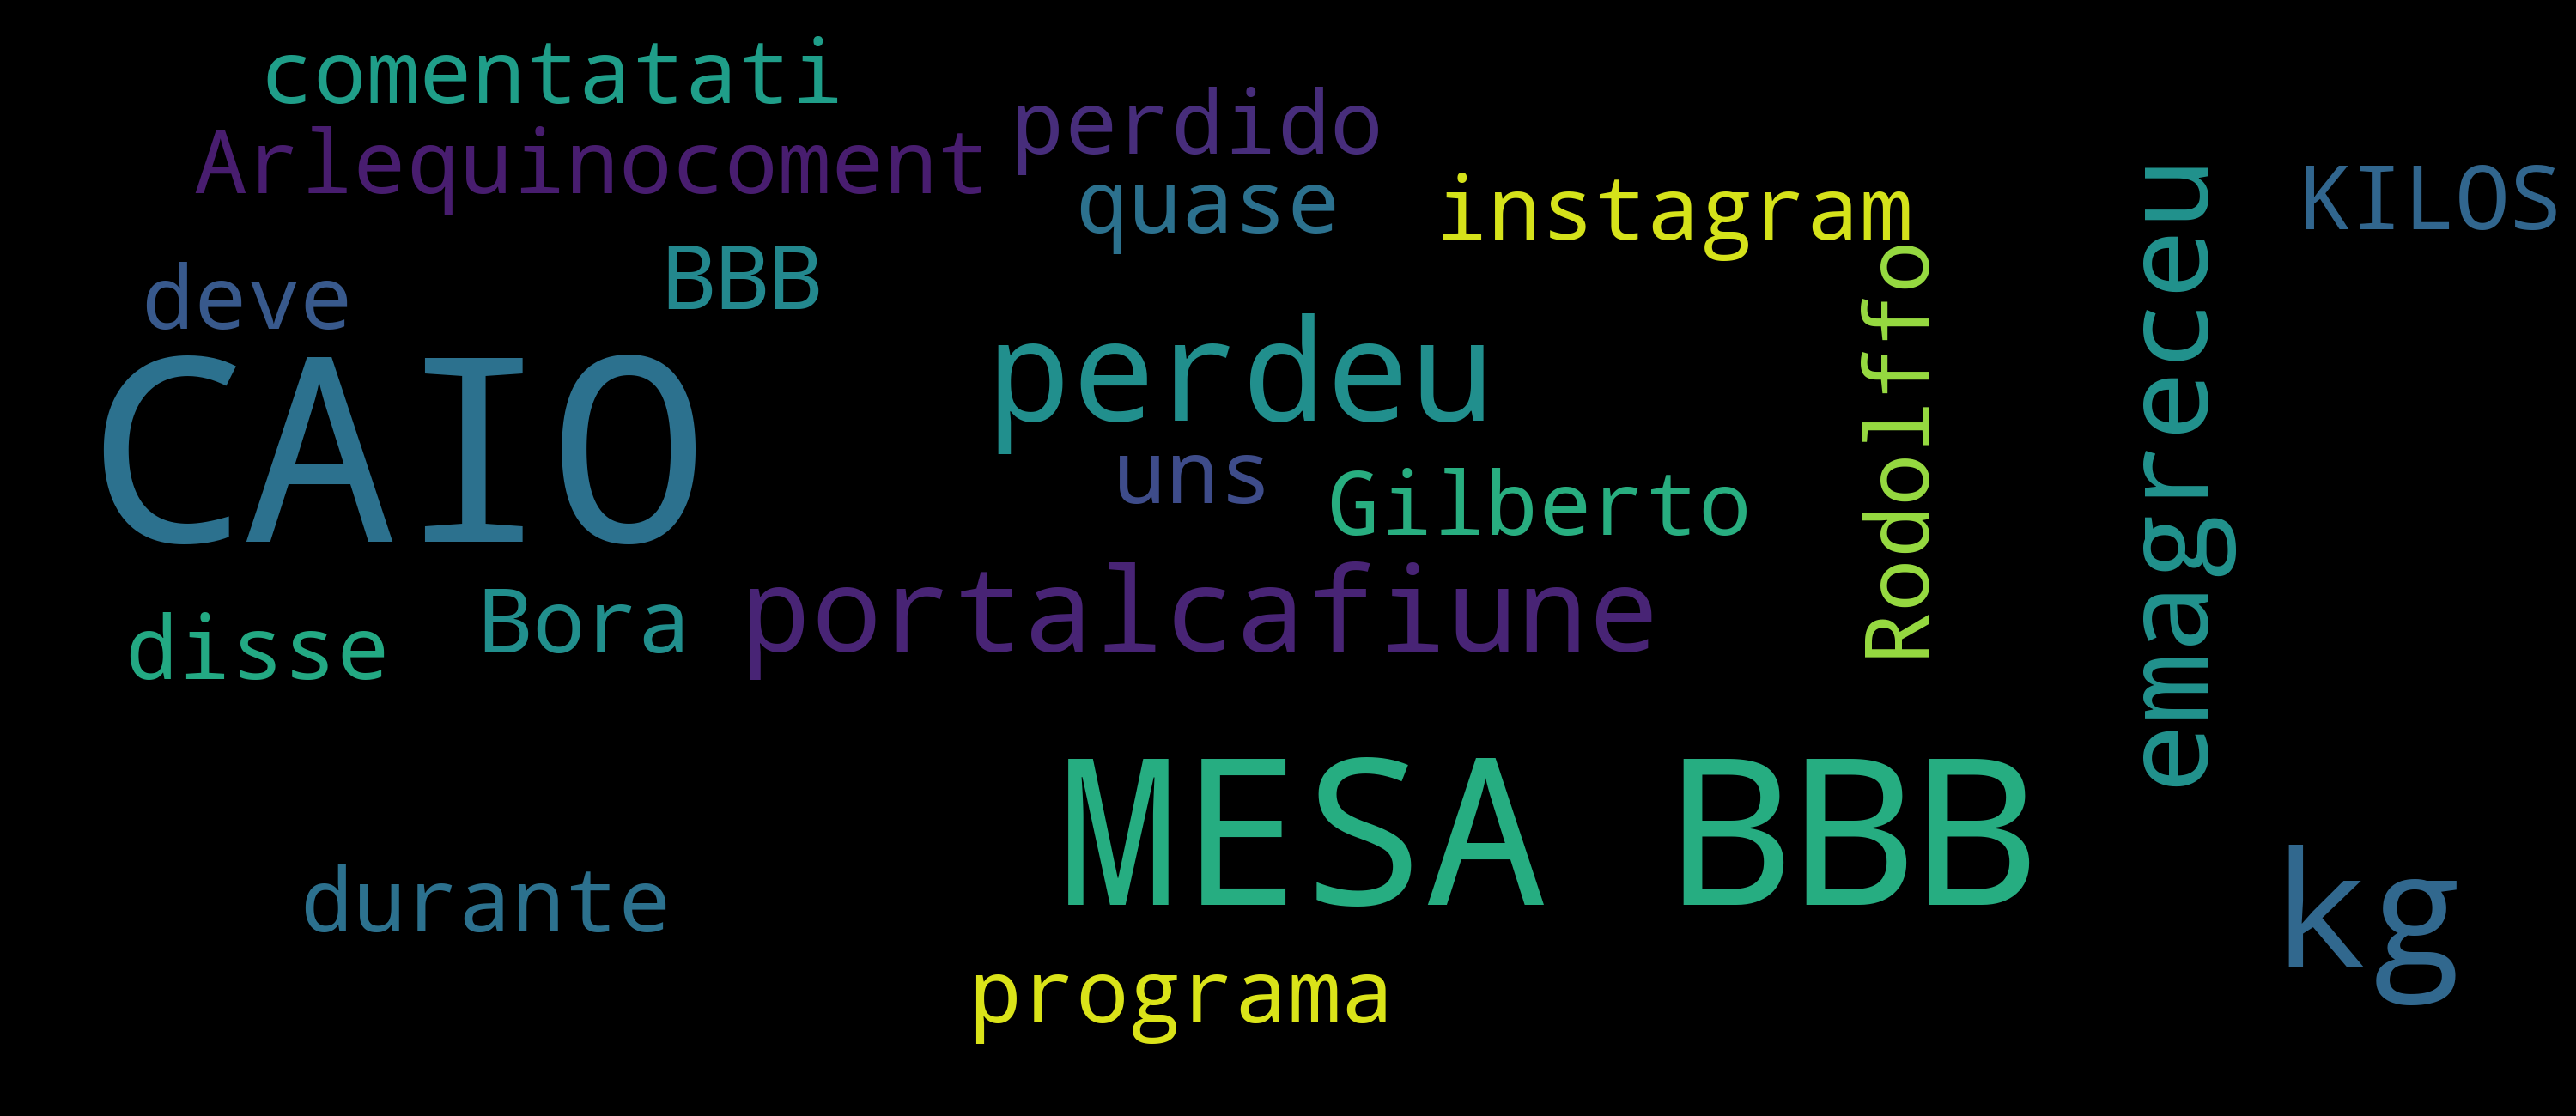 comentatati
Arlequinocoment
perdido
quase
instagram
KILOS
deve
BBB
CAIO
perdeu
uns
Gilberto
Rodolffo
emagreceu
disse
Bora
portalcafiune
MESA BBB
durante
kg
programa